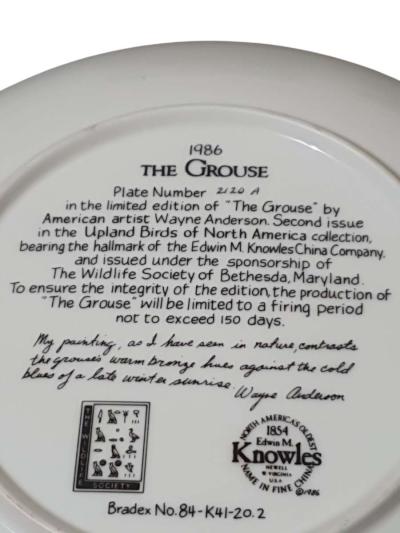 1986
THE GROUSE
Plate Number 2120 A
in the limited edition of "The Grouse" by
American artist Wayne Anderson. Second issue
in the Upland Birds of North America collection,
bearing the hallmark of the Edwin M. Knowles China Company,
and issued under the sponsorship of
The Wildlife Society of Bethesda, Maryland.
To ensure the integrity of the edition, the production of
"The Grouse" will be limited to a firing period
not to exceed 150 days.
My painting, as I have seen in nature, contrasts
the grouse's warm bronze hues against the cold
blues of a late winter sunrise.
Wayne Anderson
THE WILDLIFE
SOCIETY
NORTH AMERICA'S OLDEST
1854
Edwin M.
Knowles
NEWELL
W. VIRGINIA
U.S.A.
NAME IN FINE CHINA
©1986
Bradex No. 84-K41-20.2